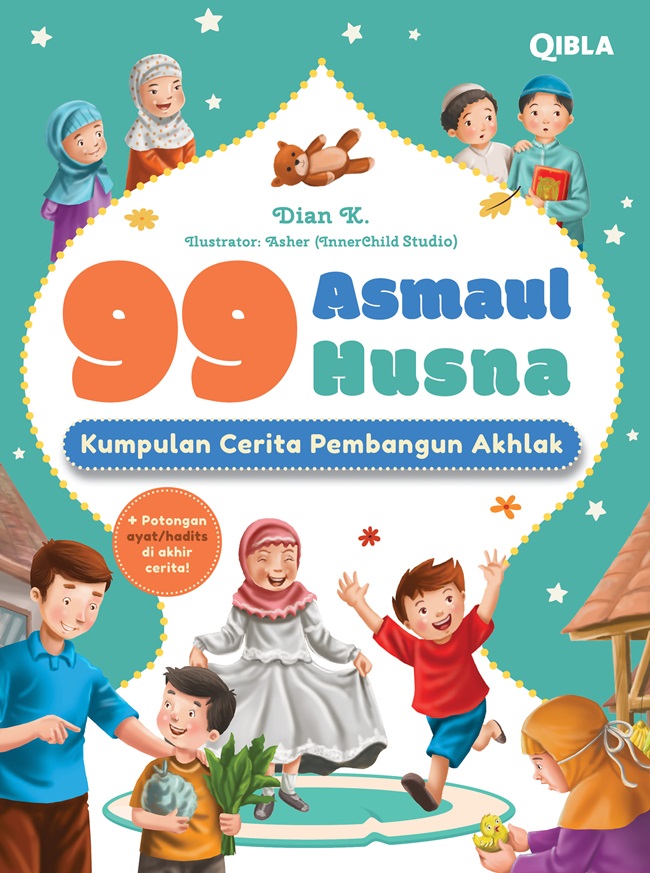 QIBLA
Dian K.
Ilustrator: Asher (InnerChild Studio)
99 Asmaul
Husna
Kumpulan Cerita Pembangun Akhlak
+ Potongan
ayat/hadits
di akhir
cerita!